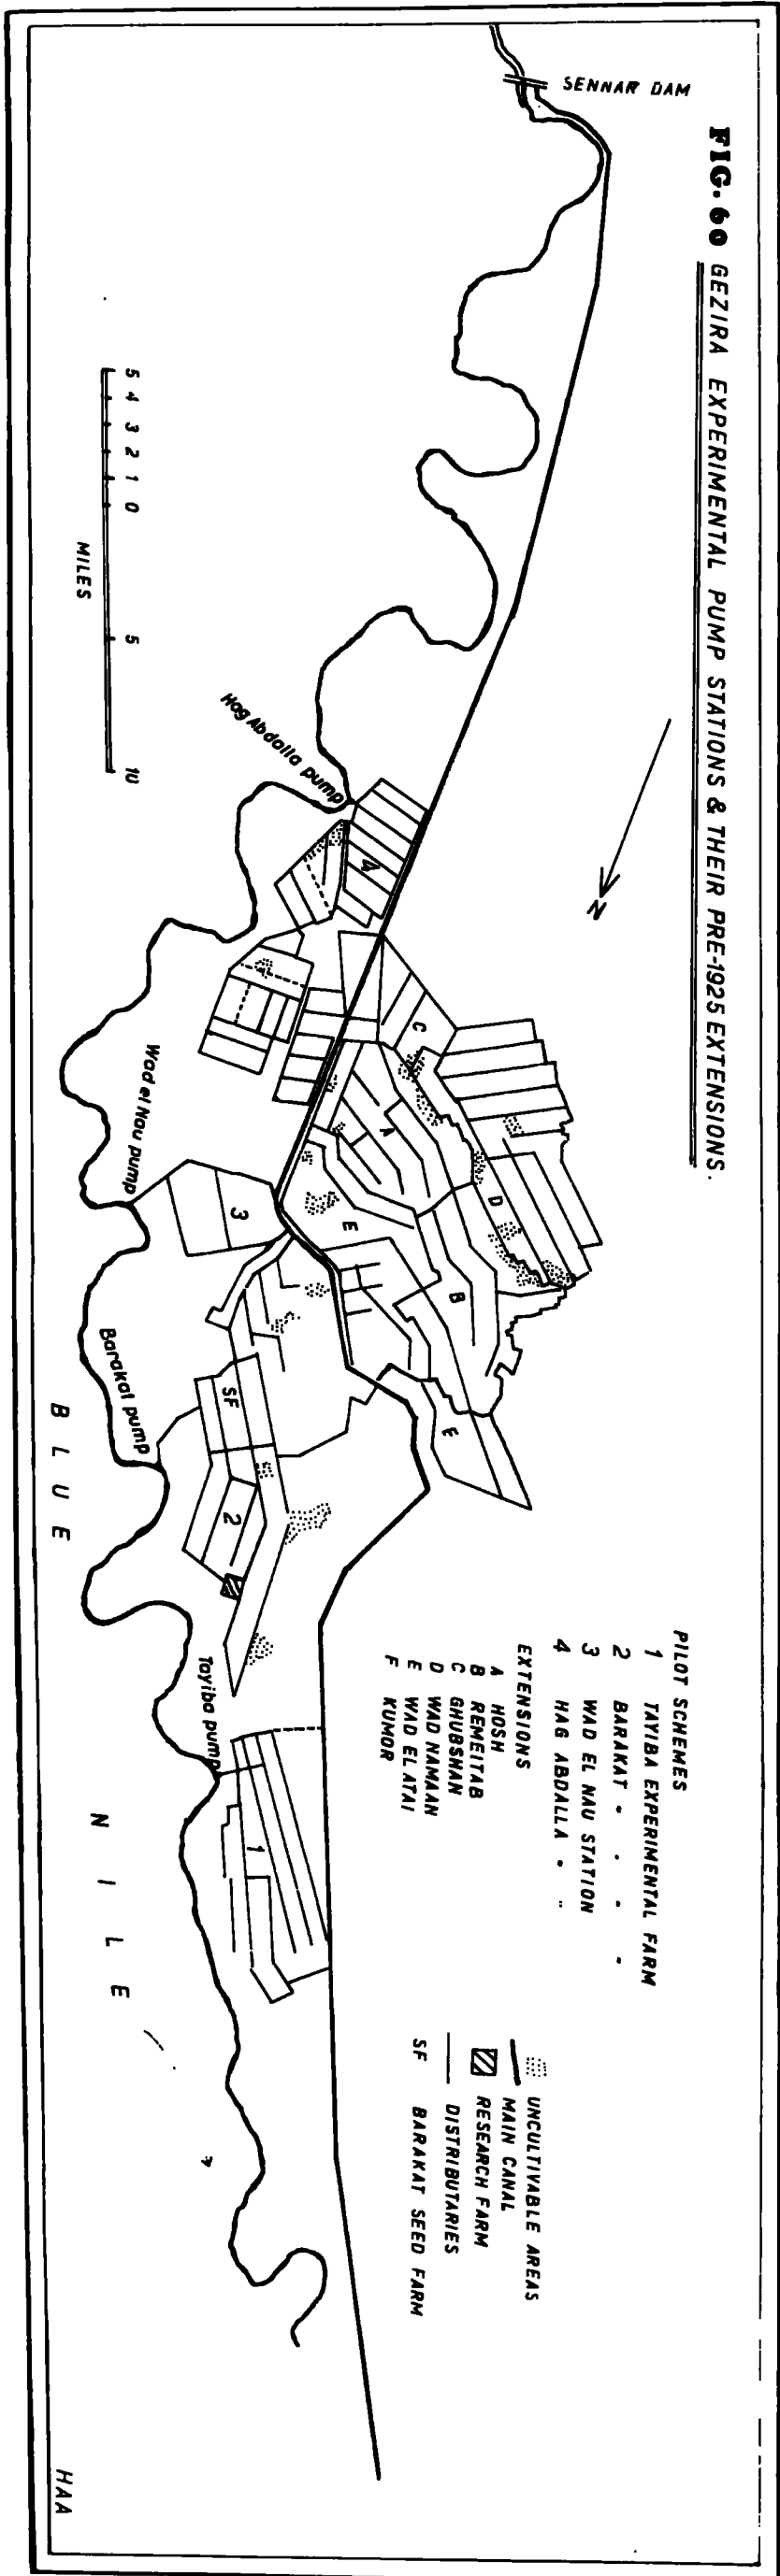 FIG. 60 GEZIRA EXPERIMENTAL PUMP STATIONS & THEIR PRE-1925 EXTENSIONS.
SENNAR DAM
N
5 4 3 2 1 0 5 10
MILES
Hag Abdalla pump
Wad el Nau pump
Barakat pump
Tayiba pump
BLUE NILE
4
C
A
D
E
B
3
E
SF
2
1
PILOT SCHEMES
1 TAYIBA EXPERIMENTAL FARM
2 BARAKAT " " "
3 WAD EL NAU STATION
4 HAG ABDALLA " "
EXTENSIONS
A HOSH
B REMEITAB
C GHUBSHAN
D WAD NAMAAN
E WAD EL ATAI
F KUMOR
UNCULTIVABLE AREAS
MAIN CANAL
RESEARCH FARM
DISTRIBUTARIES
SF BARAKAT SEED FARM
HAA